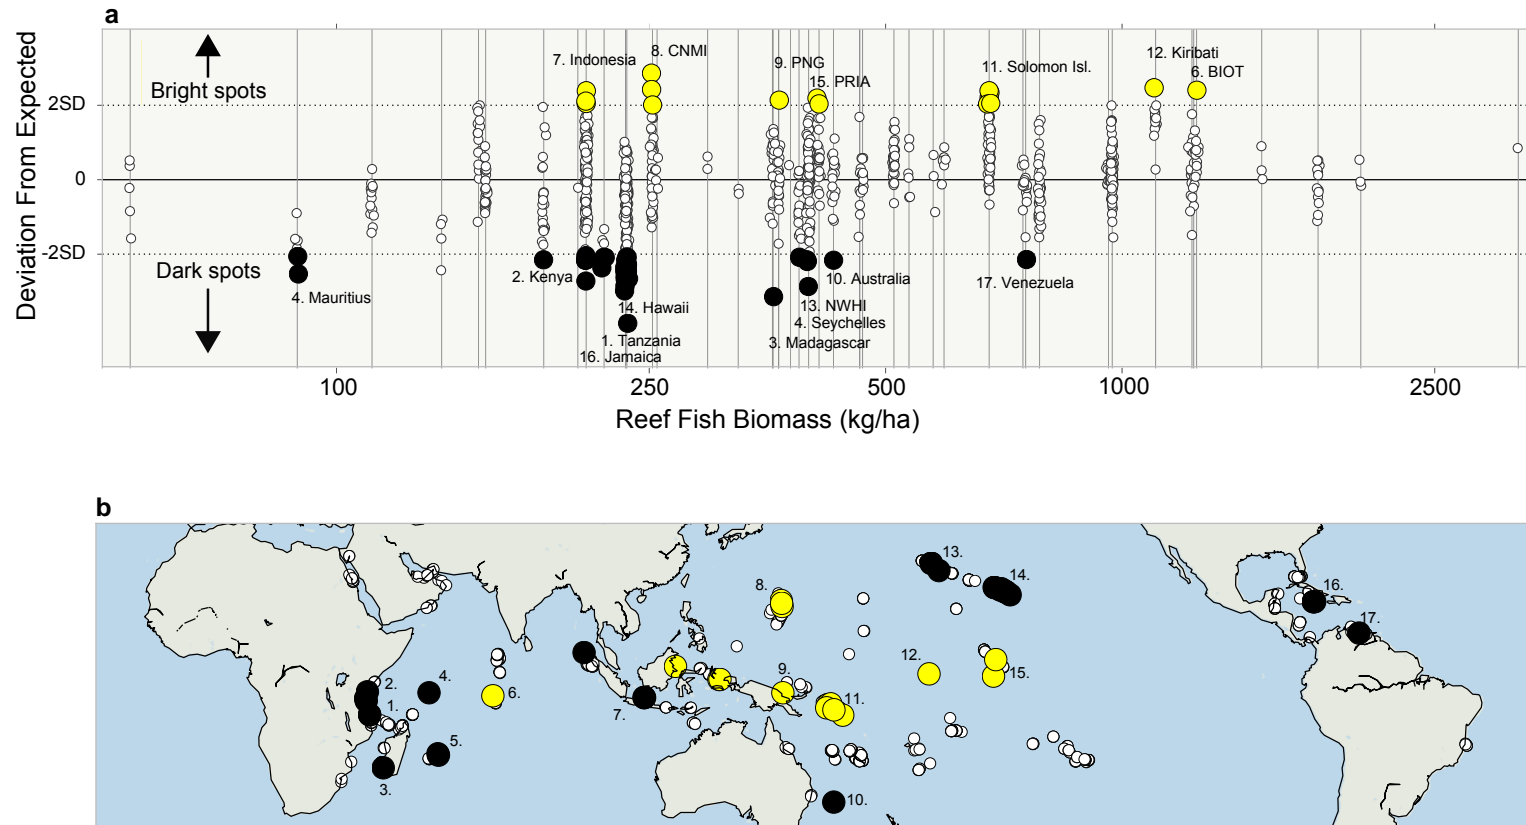 a
Deviation From Expected
2SD
0
-2SD
Bright spots
Dark spots
7. Indonesia
8. CNMI
9. PNG
15. PRIA
11. Solomon Isl.
12. Kiribati
6. BIOT
4. Mauritius
2. Kenya
14. Hawaii
1. Tanzania
16. Jamaica
10. Australia
13. NWHI
4. Seychelles
3. Madagascar
17. Venezuela
100
250
500
1000
2500
Reef Fish Biomass (kg/ha)
b
13.
14.
8.
16.
17.
12.
15.
2.
4.
6.
9.
1.
7.
11.
5.
3.
10.